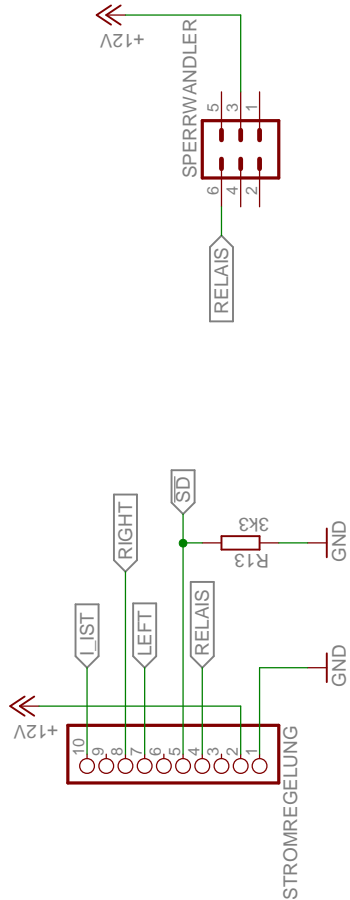 +12V
SPERRWANDLER
5
3
1
6
4
2
RELAIS
I_IST
RIGHT
LEFT
RELAIS
SD
R13
3k3
GND
GND
+12V
10
9
8
7
6
5
4
3
2
1
STROMREGELUNG